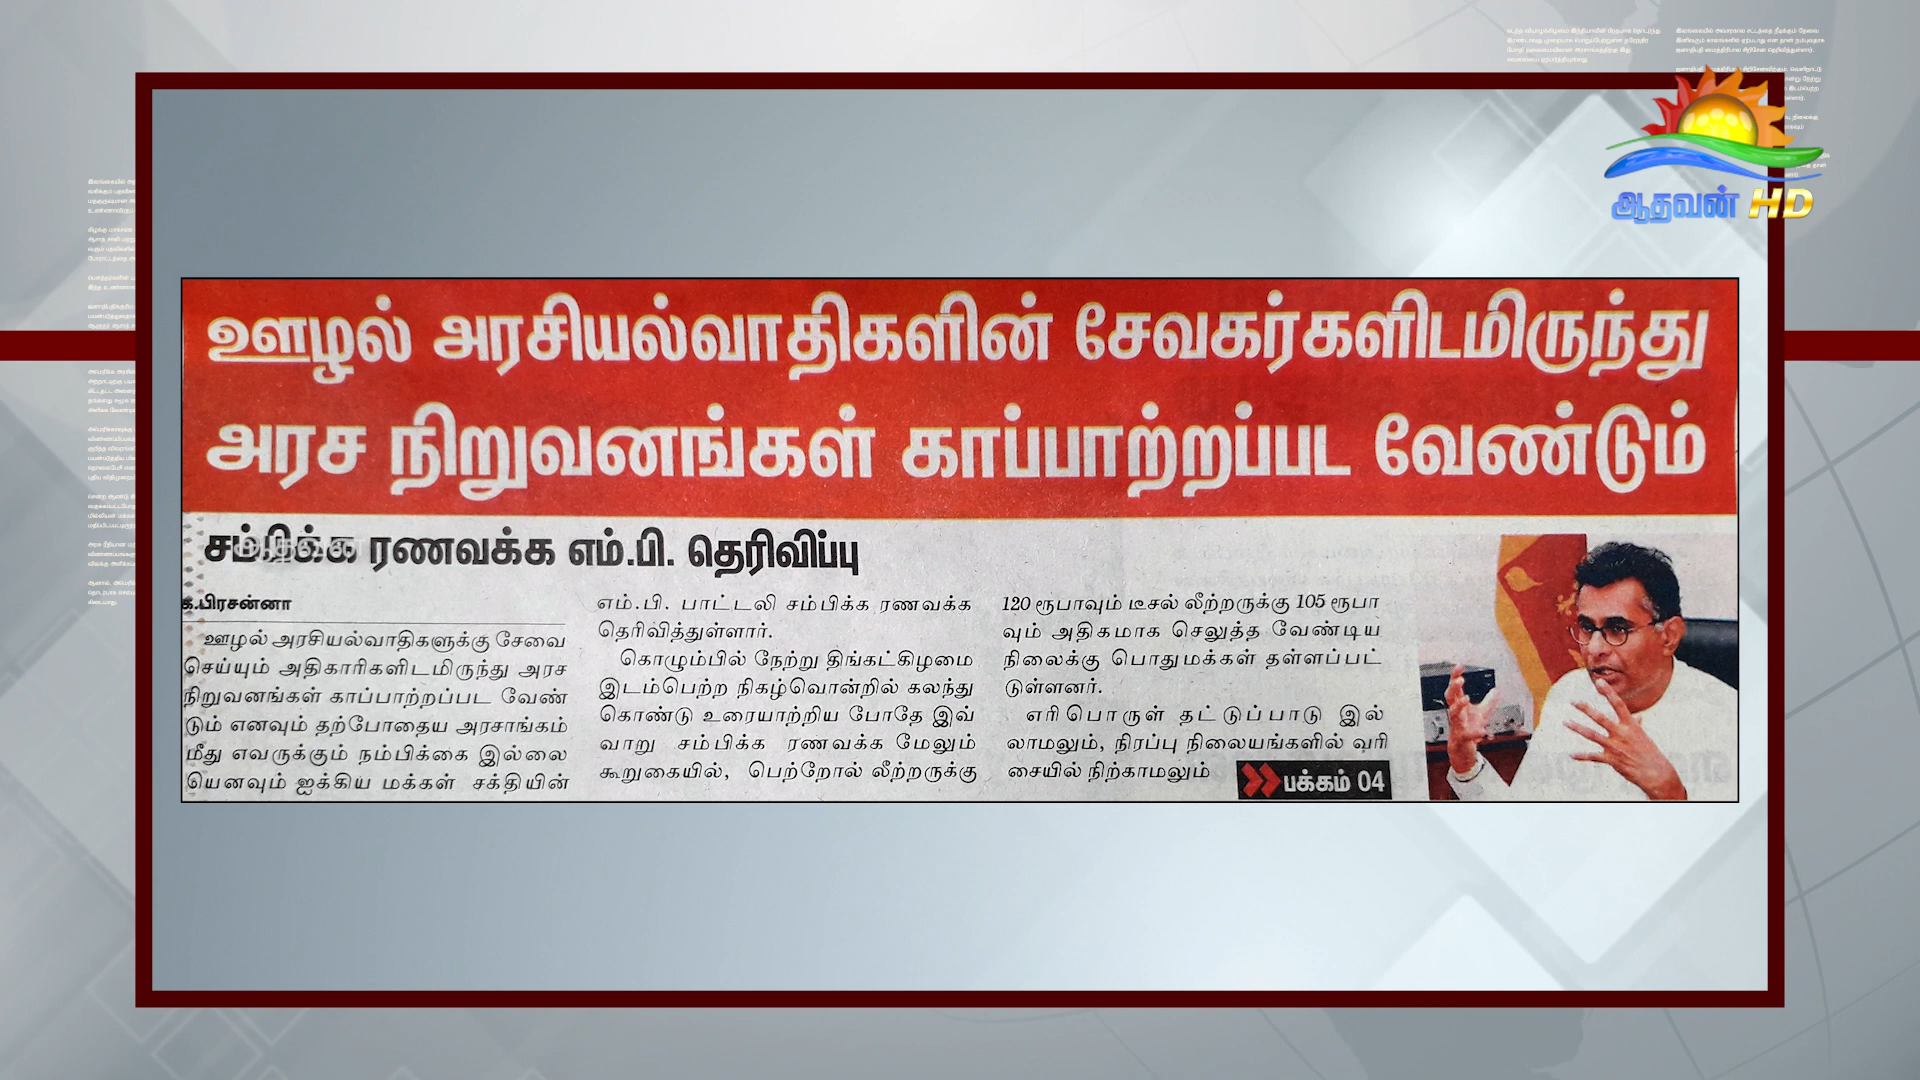 ஆதவன் HD
ஊழல் அரசியல்வாதிகளின் சேவகர்களிடமிருந்து
அரச நிறுவனங்கள் காப்பாற்றப்பட வேண்டும்
சம்பிக்க ரணவக்க எம்.பி. தெரிவிப்பு
க.பிரசன்னா
ஊழல் அரசியல்வாதிகளுக்கு சேவை
செய்யும் அதிகாரிகளிடமிருந்து அரச
நிறுவனங்கள் காப்பாற்றப்பட வேண்
டும் எனவும் தற்போதைய அரசாங்கம்
மீது எவருக்கும் நம்பிக்கை இல்லை
யெனவும் ஐக்கிய மக்கள் சக்தியின்
எம்.பி. பாட்டலி சம்பிக்க ரணவக்க
தெரிவித்துள்ளார்.
கொழும்பில் நேற்று திங்கட்கிழமை
இடம்பெற்ற நிகழ்வொன்றில் கலந்து
கொண்டு உரையாற்றிய போதே இவ்
வாறு சம்பிக்க ரணவக்க மேலும்
கூறுகையில், பெற்றோல் லீற்றருக்கு
120 ரூபாவும் டீசல் லீற்றருக்கு 105 ரூபா
வும் அதிகமாக செலுத்த வேண்டிய
நிலைக்கு பொதுமக்கள் தள்ளப்பட்
டுள்ளனர்.
எரிபொருள் தட்டுப்பாடு இல்
லாமலும், நிரப்பு நிலையங்களில் வரி
சையில் நிற்காமலும்
பக்கம் 04